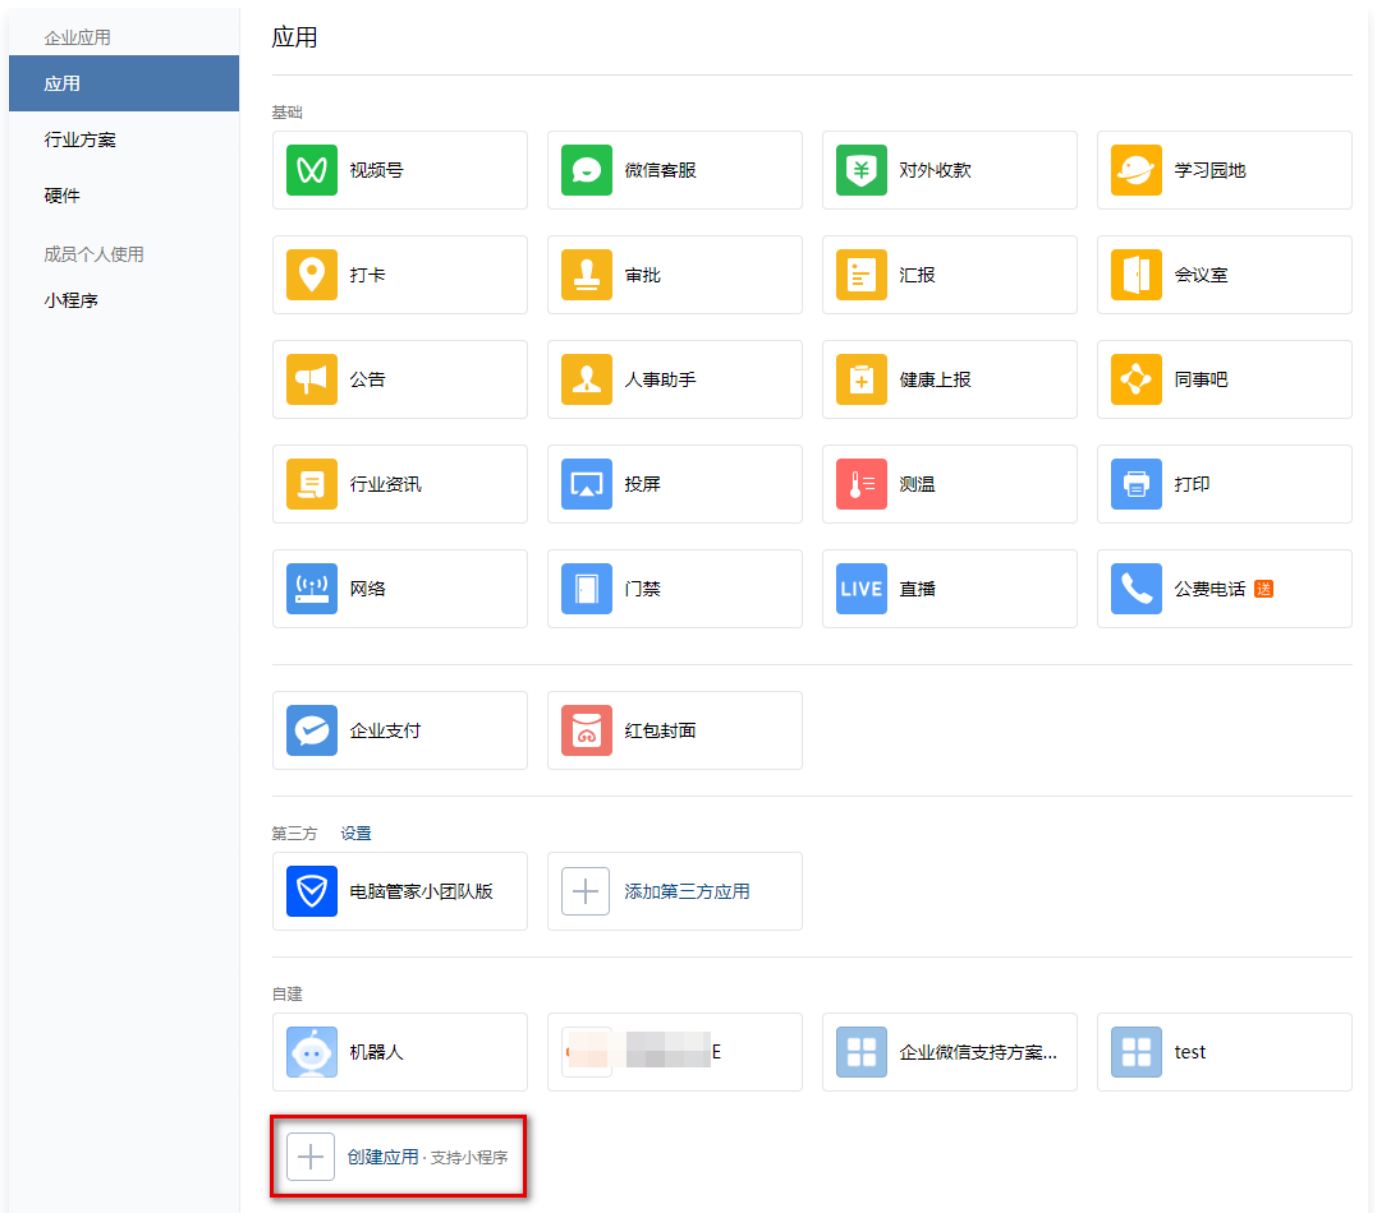 企业应用
应用
行业方案
硬件
成员个人使用
小程序
应用
基础
视频号
微信客服
对外收款
学习园地
打卡
审批
汇报
会议室
公告
人事助手
健康上报
同事吧
行业资讯
投屏
测温
打印
网络
门禁
LIVE 直播
公费电话 送
企业支付
红包封面
第三方 设置
电脑管家小团队版
添加第三方应用
自建
机器人
E
企业微信支持方案...
test
创建应用 · 支持小程序